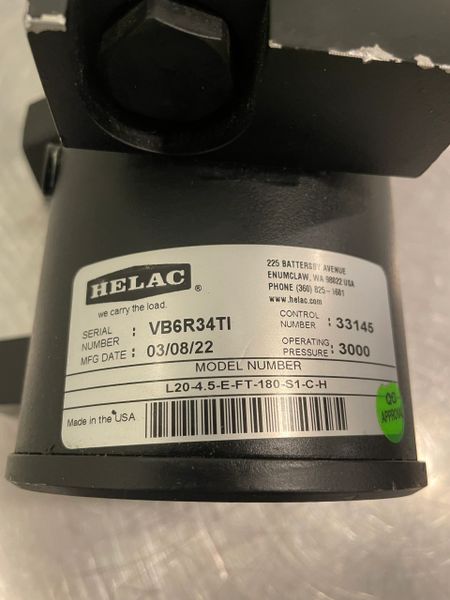 HELAC®
we carry the load.
225 BATTERSBY AVENUE
ENUMCLAW, WA 98022 USA
PHONE (360) 825-1601
www.helac.com
SERIAL NUMBER : VB6R34TI
CONTROL NUMBER : 33145
MFG DATE : 03/08/22
OPERATING PRESSURE : 3000
MODEL NUMBER
L20-4.5-E-FT-180-S1-C-H
Made in the USA
QC
APPROVAL